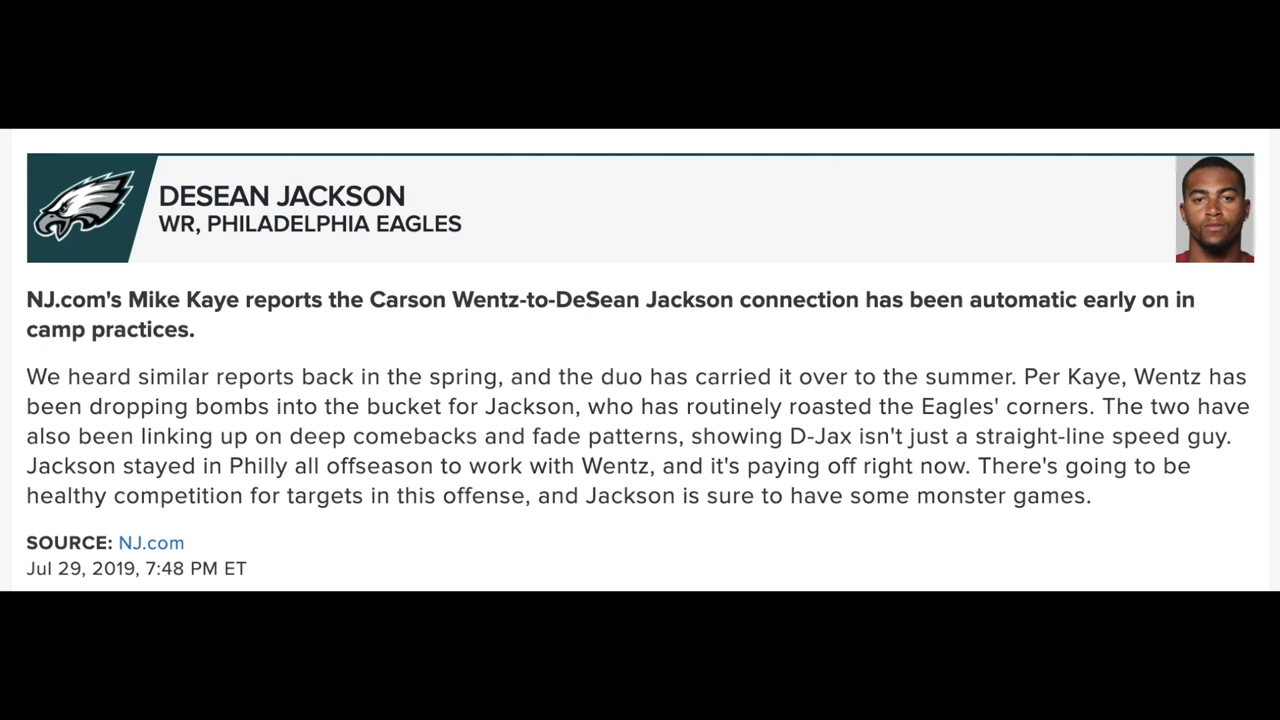 DESEAN JACKSON
WR, PHILADELPHIA EAGLES
NJ.com's Mike Kaye reports the Carson Wentz-to-DeSean Jackson connection has been automatic early on in
camp practices.
We heard similar reports back in the spring, and the duo has carried it over to the summer. Per Kaye, Wentz has
been dropping bombs into the bucket for Jackson, who has routinely roasted the Eagles' corners. The two have
also been linking up on deep comebacks and fade patterns, showing D-Jax isn't just a straight-line speed guy.
Jackson stayed in Philly all offseason to work with Wentz, and it's paying off right now. There's going to be
healthy competition for targets in this offense, and Jackson is sure to have some monster games.
SOURCE: NJ.com
Jul 29, 2019, 7:48 PM ET